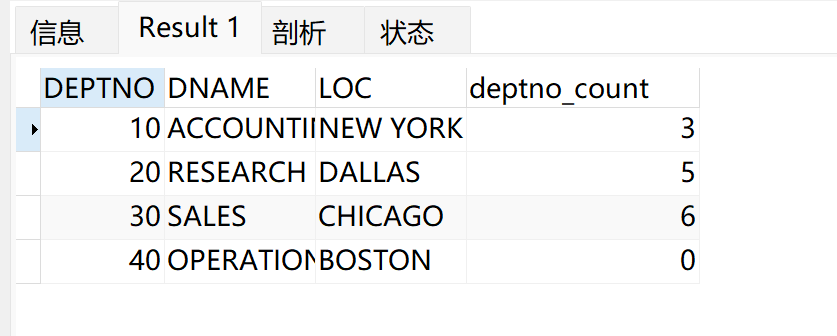 信息 Result 1 剖析 状态
DEPTNO DNAME LOC deptno_count
10 ACCOUNTIN NEW YORK 3
20 RESEARCH DALLAS 5
30 SALES CHICAGO 6
40 OPERATION BOSTON 0